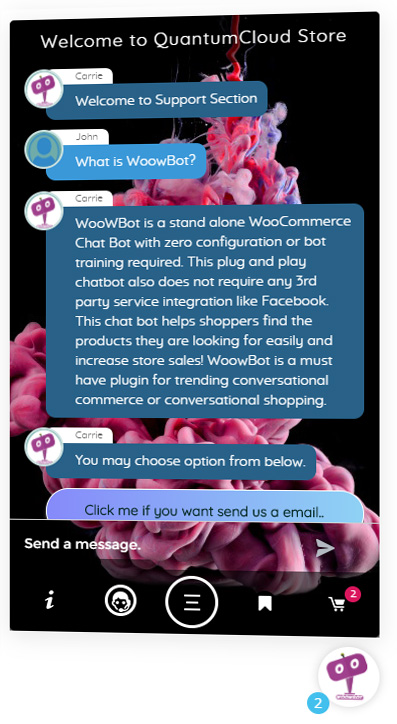 Welcome to QuantumCloud Store
Carrie
Welcome to Support Section
John
What is WoowBot?
Carrie
WooWBot is a stand alone WooCommerce
Chat Bot with zero configuration or bot
training required. This plug and play
chatbot also does not require any 3rd
party service integration like Facebook.
This chat bot helps shoppers find the
products they are looking for easily and
increase store sales! WoowBot is a must
have plugin for trending conversational
commerce or conversational shopping.
Carrie
You may choose option from below.
Click me if you want send us a email..
Send a message.
i
2
2